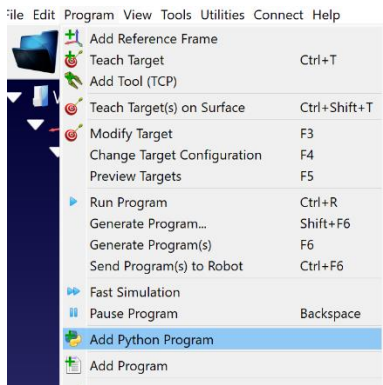 File Edit Program View Tools Utilities Connect Help
Add Reference Frame
Teach Target Ctrl+T
Add Tool (TCP)
Teach Target(s) on Surface Ctrl+Shift+T
Modify Target F3
Change Target Configuration F4
Preview Targets F5
Run Program Ctrl+R
Generate Program... Shift+F6
Generate Program(s) F6
Send Program(s) to Robot Ctrl+F6
Fast Simulation
Pause Program Backspace
Add Python Program
Add Program